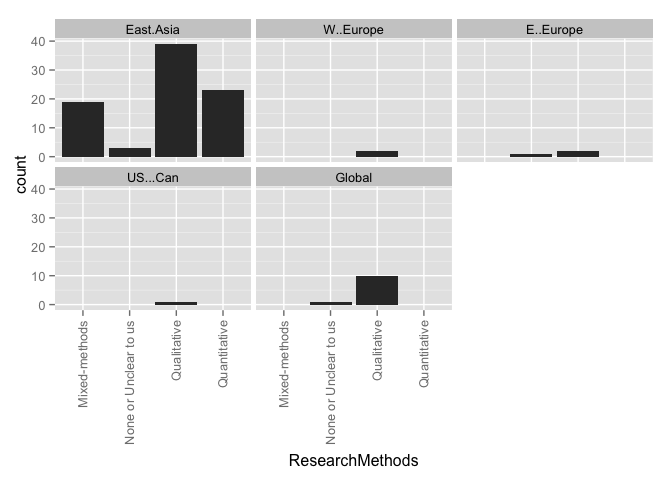 East.Asia
W..Europe
E..Europe
40
30
20
10
0
count
US...Can
Global
40
30
20
10
0
Mixed-methods
None or Unclear to us
Qualitative
Quantitative
Mixed-methods
None or Unclear to us
Qualitative
Quantitative
ResearchMethods